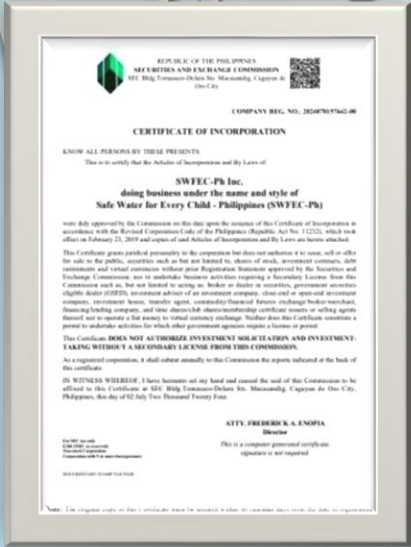 REPUBLIC OF THE PHILIPPINES
SECURITIES AND EXCHANGE COMMISSION
SEC Bldg. Tomasaco-Delara Sts. Macasandig, Cagayan de
Oro City
COMPANY REG. NO.: 2024070157642-00
CERTIFICATE OF INCORPORATION
KNOW ALL PERSONS BY THESE PRESENTS:
This is to certify that the Articles of Incorporation and By Laws of
SWFEC-Ph Inc.
doing business under the name and style of
Safe Water for Every Child - Philippines (SWFEC-Ph)
were duly approved by the Commission on this date upon the issuance of this Certificate of Incorporation in
accordance with the Revised Corporation Code of the Philippines (Republic Act No. 11232), which took
effect on February 23, 2019 and copies of said Articles of Incorporation and By Laws are hereto attached.
This Certificate grants juridical personality to the corporation but does not authorize it to issue, sell or offer
for sale to the public, securities such as but not limited to, shares of stock, investment contracts, debt
instruments and virtual currencies without prior Registration Statement approved by the Securities and
Exchange Commission; nor to undertake business activities requiring a Secondary License from this
Commission such as, but not limited to acting as: broker or dealer in securities, government securities
eligible dealer (GSED), investment adviser of an investment company, close-end or open-end investment
company, investment house, transfer agent, commodity/financial futures exchange/broker/merchant,
financing/lending company, and time shares/club shares/membership certificate issuers or selling agents
thereof; nor to operate a fiat money to virtual currency exchange. Neither does this Certificate constitute a
permit to undertake activities for which other government agencies require a license or permit.
This Certificate DOES NOT AUTHORIZE INVESTMENT SOLICITATION AND INVESTMENT-
TAKING WITHOUT A SECONDARY LICENSE FROM THIS COMMISSION.
As a registered corporation, it shall submit annually to this Commission the reports indicated at the back of
this certificate.
IN WITNESS WHEREOF, I have hereunto set my hand and caused the seal of this Commission to be
affixed to this Certificate at SEC Bldg. Sts. Macasandig, Cagayan de Oro City,
Philippines, this day of 02 July Two Thousand Twenty Four.
ATTY. FREDERICK A. ENOPIA
Director
This is a computer generated certificate
signature is not required
For SEC use only
Non-stock Corporation
Corporation with 5 or more Incorporators